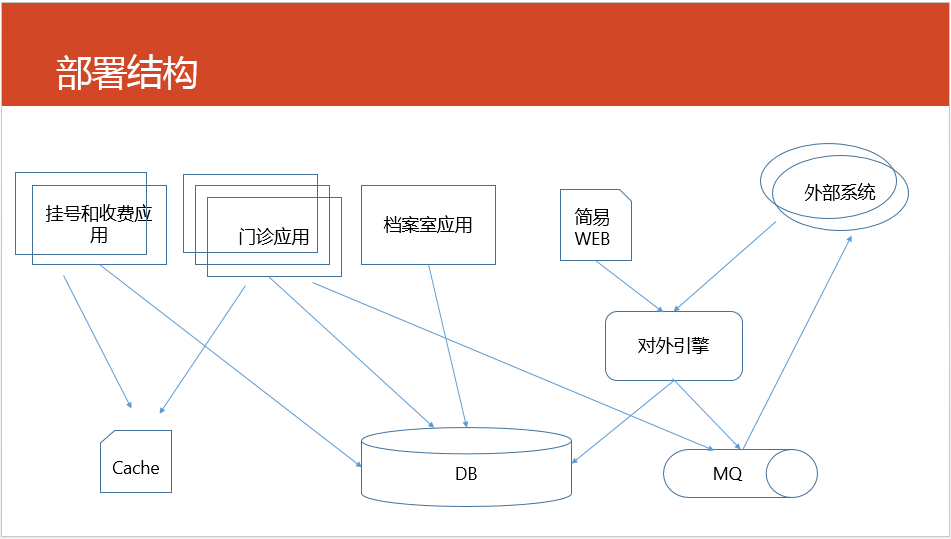 部署结构
挂号和收费应
用
门诊应用
档案室应用
简易
WEB
外部系统
对外引擎
Cache
DB
MQ